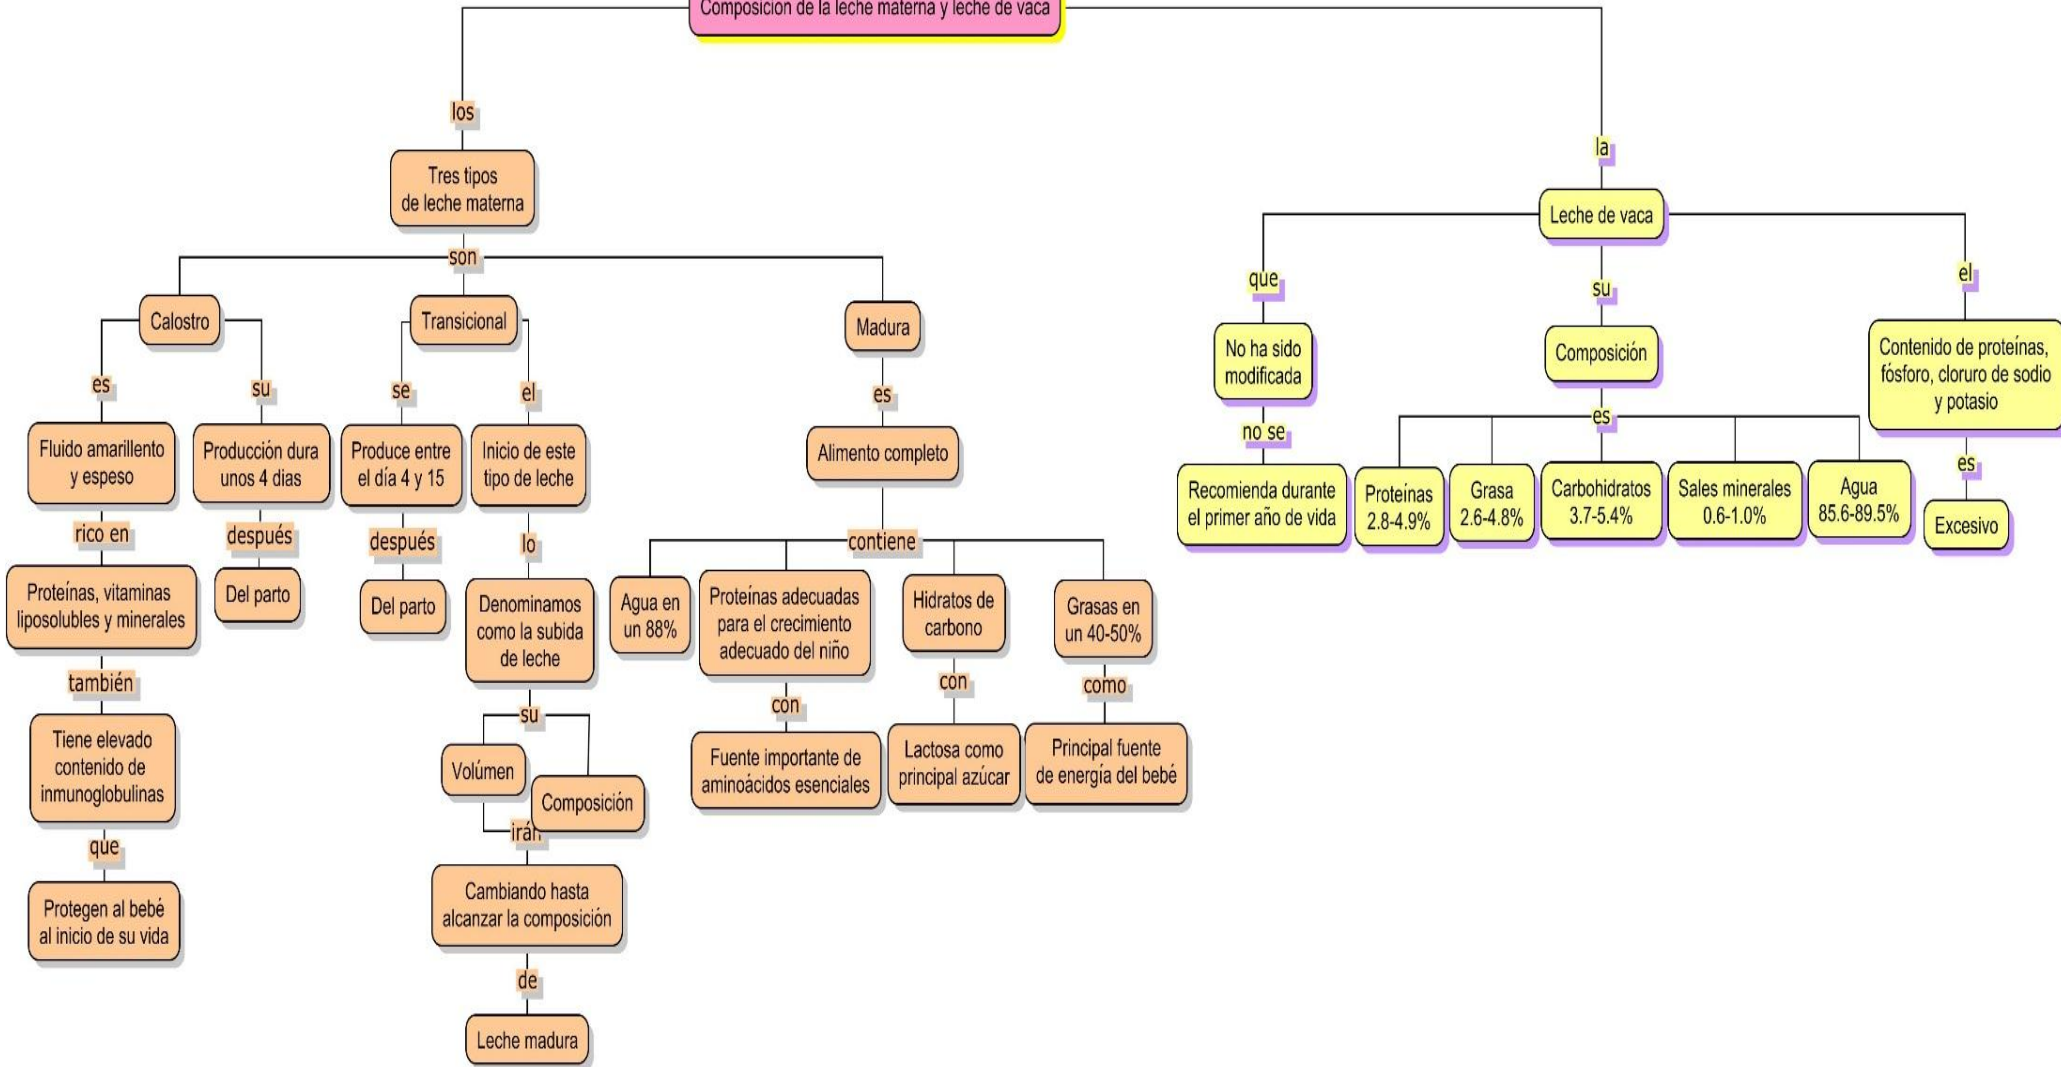 Composición de la leche materna y leche de vaca
los
Tres tipos
de leche materna
son
Calostro
es
Fluido amarillento
y espeso
rico en
Proteínas, vitaminas
liposolubles y minerales
también
Tiene elevado
contenido de
inmunoglobulinas
que
Protegen al bebé
al inicio de su vida
su
Producción dura
unos 4 dias
después
Del parto
Transicional
se
Produce entre
el día 4 y 15
después
Del parto
el
Inicio de este
tipo de leche
lo
Denominamos
como la subida
de leche
su
Volúmen
Composición
irán
Cambiando hasta
alcanzar la composición
de
Leche madura
Madura
es
Alimento completo
contiene
Agua en
un 88%
Proteínas adecuadas
para el crecimiento
adecuado del niño
con
Fuente importante de
aminoácidos esenciales
Hidratos de
carbono
con
Lactosa como
principal azúcar
Grasas en
un 40-50%
como
Principal fuente
de energía del bebé
la
Leche de vaca
que
No ha sido
modificada
no se
Recomienda durante
el primer año de vida
su
Composición
es
Proteínas
2.8-4.9%
Grasa
2.6-4.8%
Carbohidratos
3.7-5.4%
Sales minerales
0.6-1.0%
Agua
85.6-89.5%
el
Contenido de proteínas,
fósforo, cloruro de sodio
y potasio
es
Excesivo